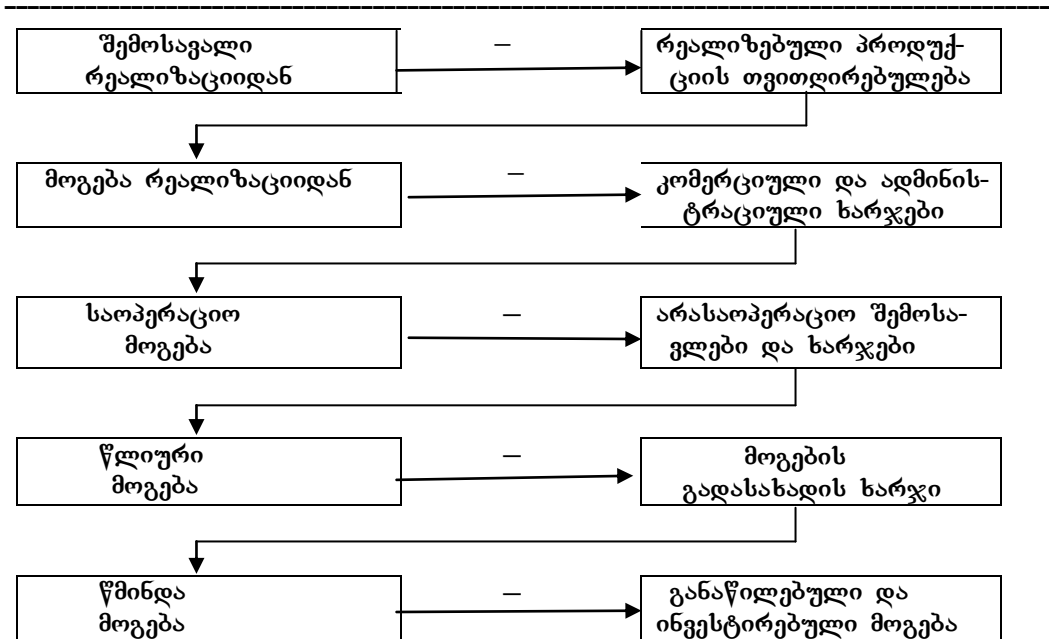 შემოსავალი
რეალიზაციიდან
–
რეალიზებული პროდუქ-
ციის თვითღირებულება
მოგება რეალიზაციიდან
–
კომერციული და ადმინის-
ტრაციული ხარჯები
საოპერაციო
მოგება
–
არასაოპერაციო შემოსა-
ვლები და ხარჯები
წლიური
მოგება
–
მოგების
გადასახადის ხარჯი
წმინდა
მოგება
–
განაწილებული და
ინვესტირებული მოგება